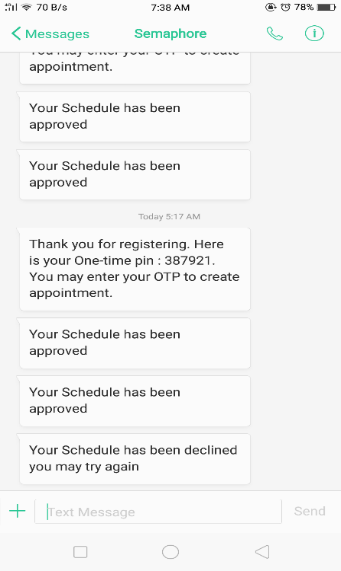 70 B/s
7:38 AM
78%
Messages
Semaphore
You may enter your OTP to create
appointment.
Your Schedule has been
approved
Your Schedule has been
approved
Today 5:17 AM
Thank you for registering. Here
is your One-time pin : 387921.
You may enter your OTP to create
appointment.
Your Schedule has been
approved
Your Schedule has been
approved
Your Schedule has been declined
you may try again
Text Message
Send